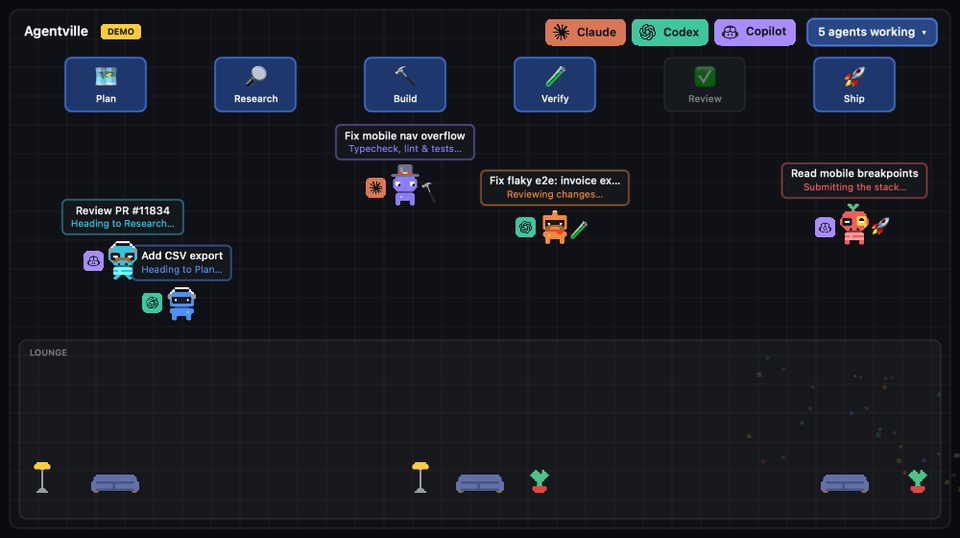 Agentville
DEMO
Claude
Codex
Copilot
5 agents working
Plan
Research
Build
Verify
Review
Ship
Fix mobile nav overflow
Typecheck, lint & tests...
Fix flaky e2e: invoice ex...
Reviewing changes...
Read mobile breakpoints
Submitting the stack...
Review PR #11834
Heading to Research...
Add CSV export
Heading to Plan...
LOUNGE